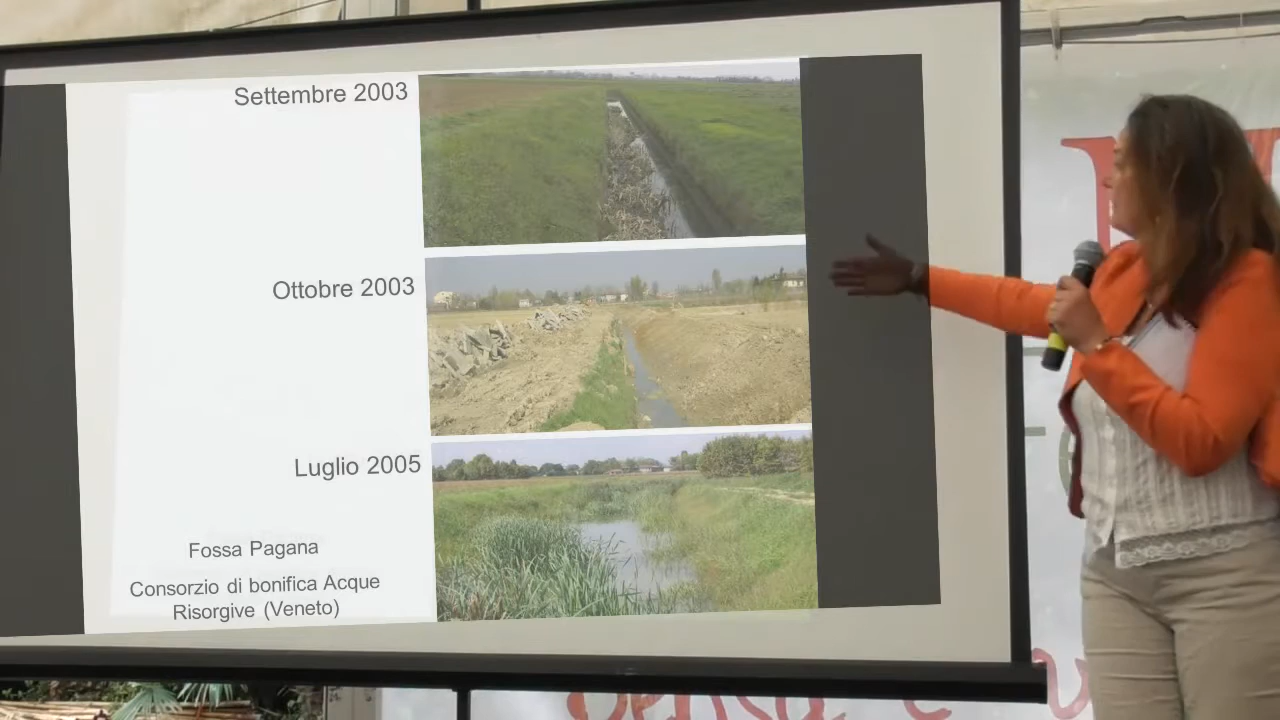 Settembre 2003
Ottobre 2003
Luglio 2005
Fossa Pagana
Consorzio di bonifica Acque
Risorgive (Veneto)